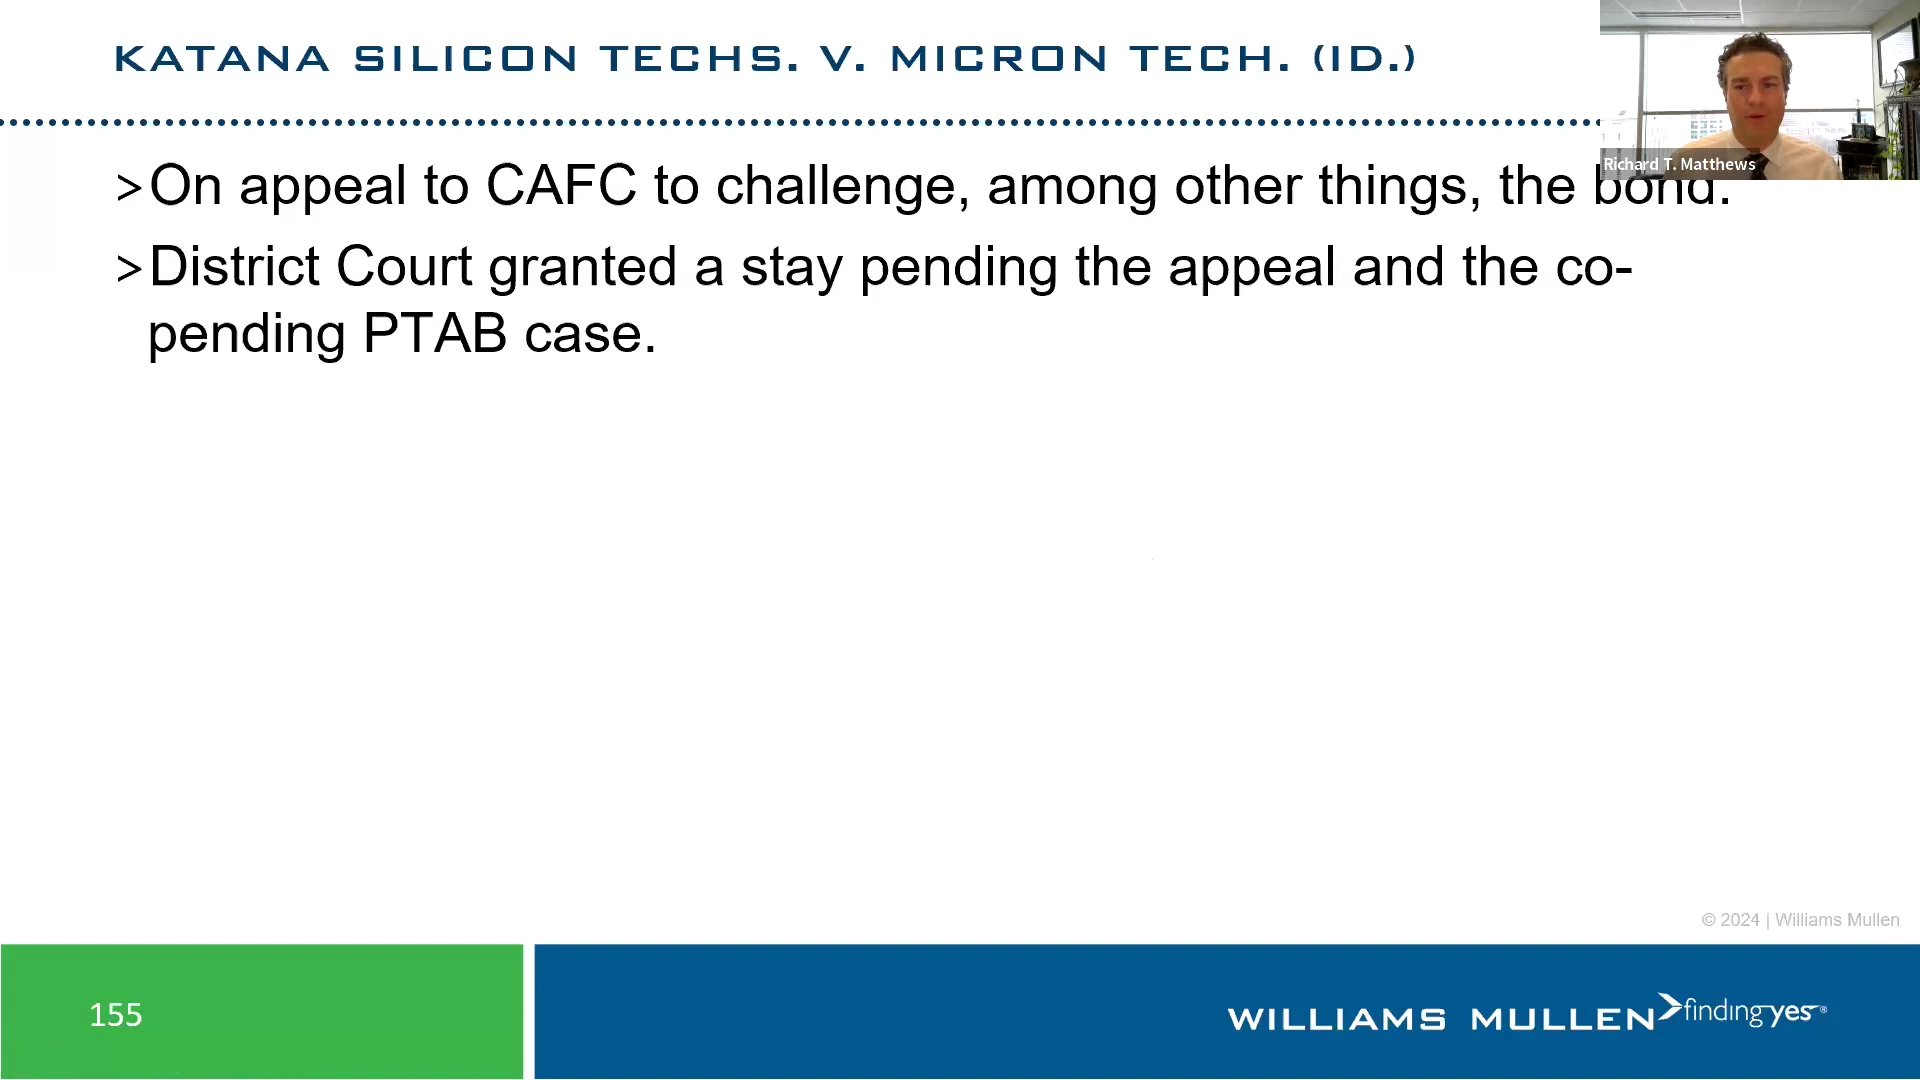 KATANA SILICON TECHS. V. MICRON TECH. (ID.)
Richard T. Matthews
>On appeal to CAFC to challenge, among other things, the bond.
>District Court granted a stay pending the appeal and the co-
pending PTAB case.
© 2024 | Williams Mullen
155
WILLIAMS MULLEN finding yes®